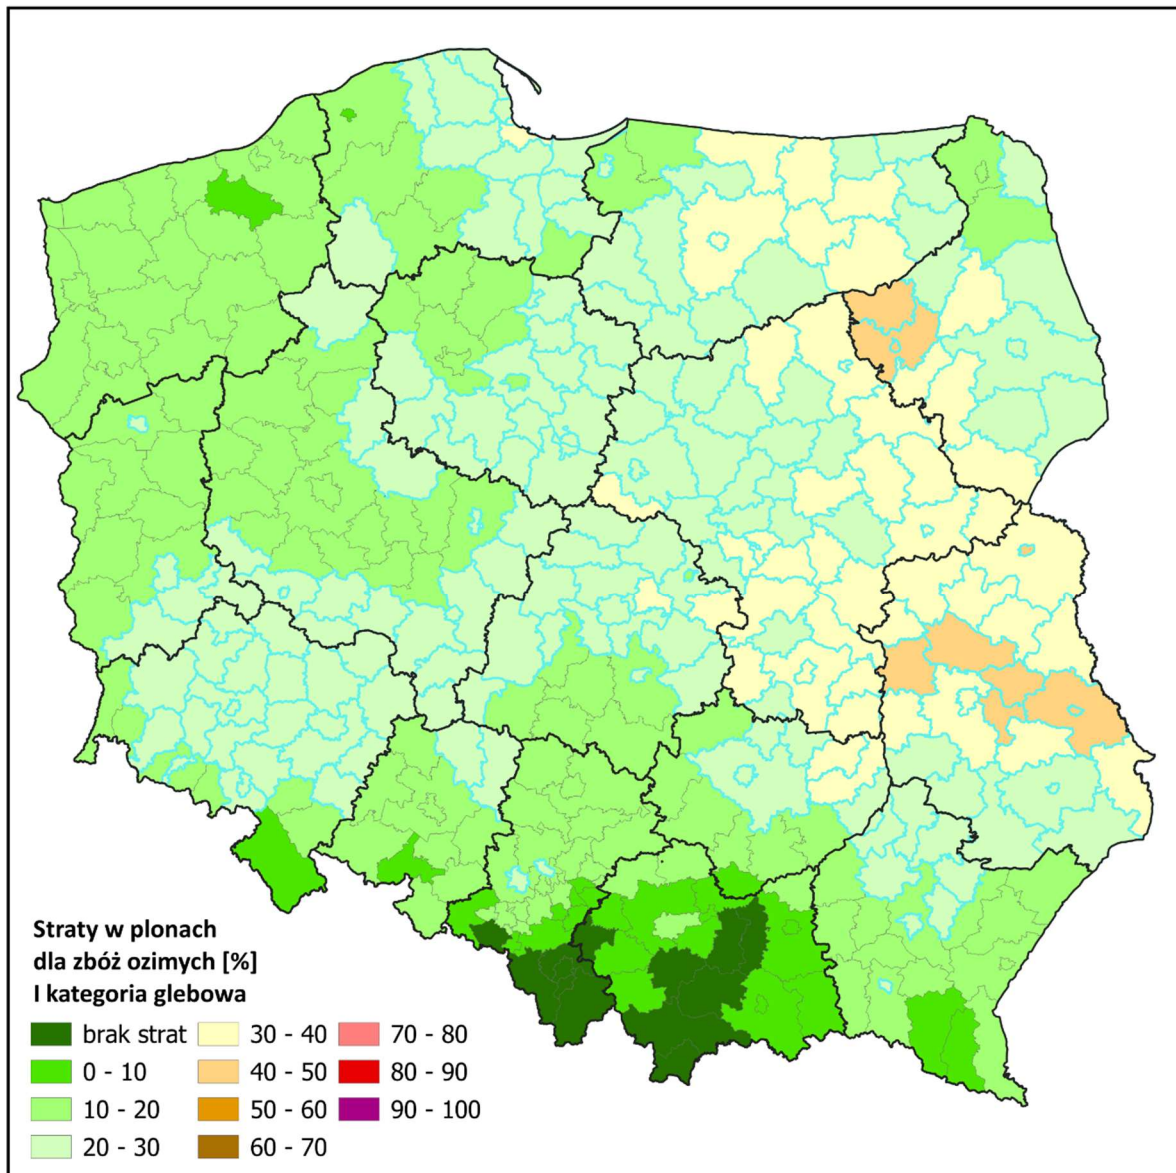 Straty w plonach
dla zbóż ozimych [%]
I kategoria glebowa
brak strat
0 - 10
10 - 20
20 - 30
30 - 40
40 - 50
50 - 60
60 - 70
70 - 80
80 - 90
90 - 100